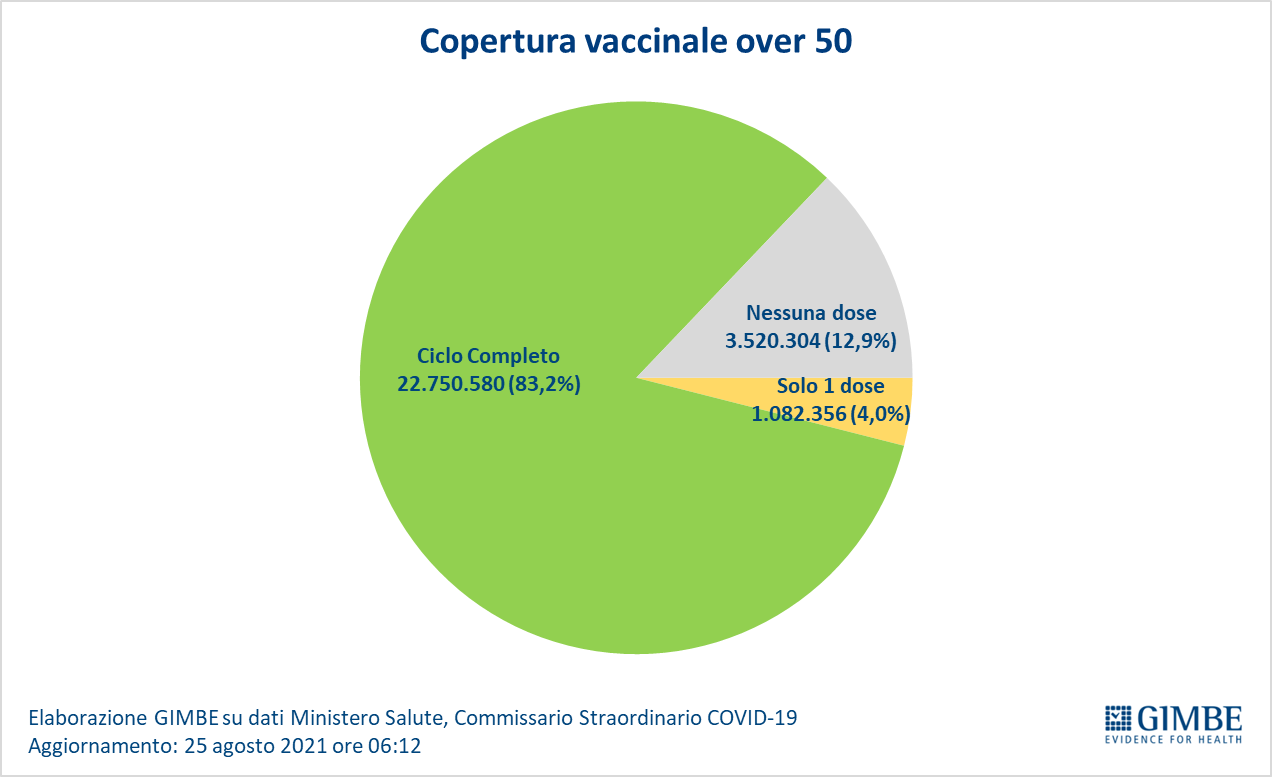 Copertura vaccinale over 50
Nessuna dose
3.520.304 (12,9%)
Ciclo Completo
22.750.580 (83,2%)
Solo 1 dose
1.082.356 (4,0%)
Elaborazione GIMBE su dati Ministero Salute, Commissario Straordinario COVID-19
Aggiornamento: 25 agosto 2021 ore 06:12
GIMBE
EVIDENCE FOR HEALTH